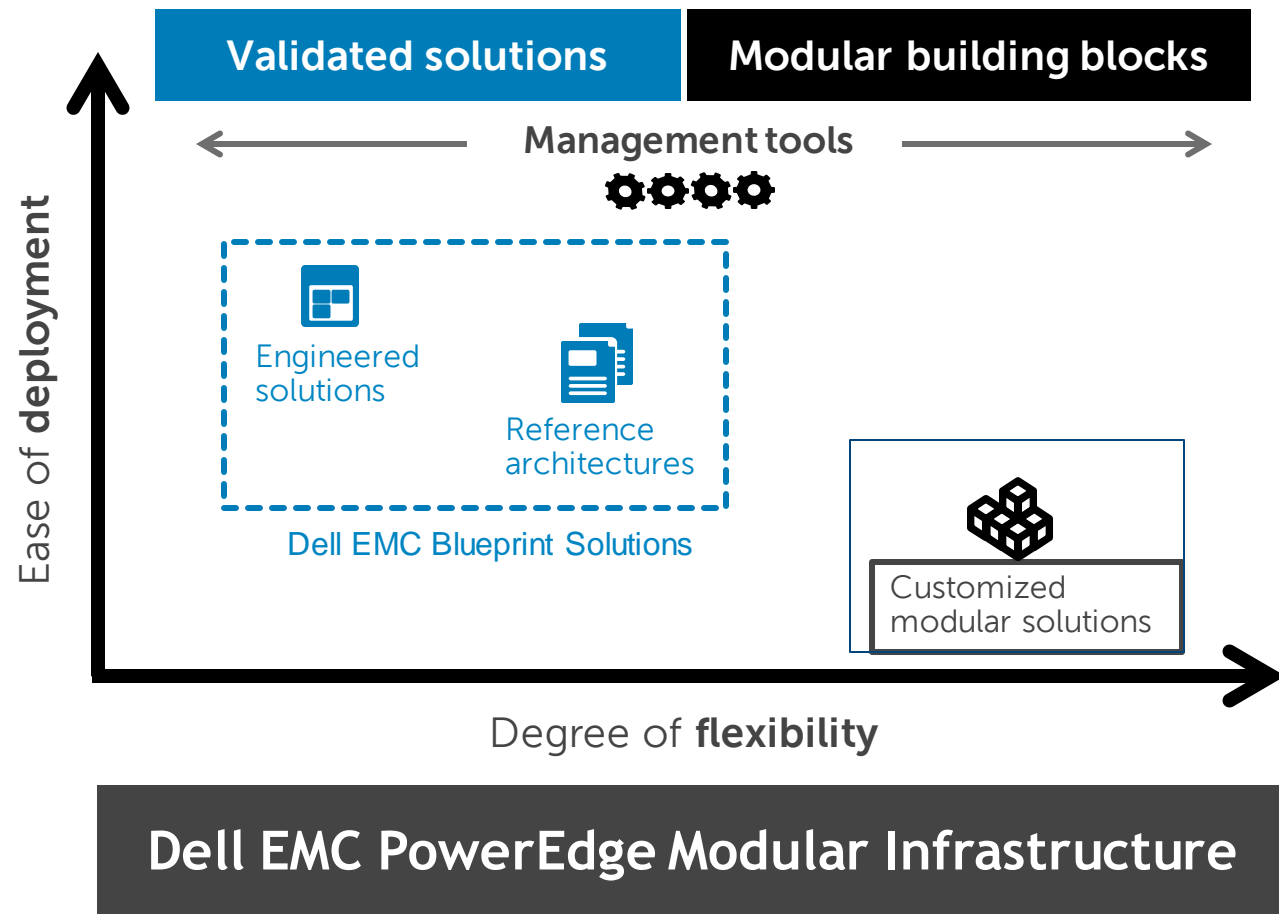 Validated solutions
Modular building blocks
Management tools
Ease of deployment
Engineered
solutions
Reference
architectures
Dell EMC Blueprint Solutions
Customized
modular solutions
Degree of flexibility
Dell EMC PowerEdge Modular Infrastructure